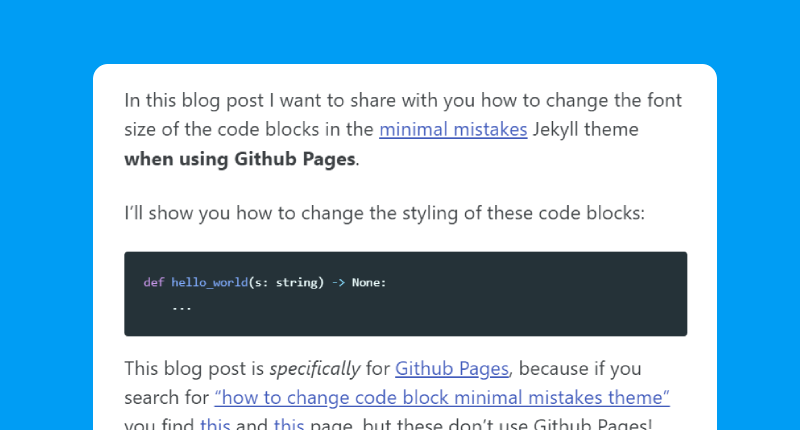 In this blog post I want to share with you how to change the font
size of the code blocks in the minimal mistakes Jekyll theme
when using Github Pages.
I’ll show you how to change the styling of these code blocks:
def hello_world(s: string) -> None:
...
This blog post is specifically for Github Pages, because if you
search for “how to change code block minimal mistakes theme”
you find this and this page, but these don’t use Github Pages!